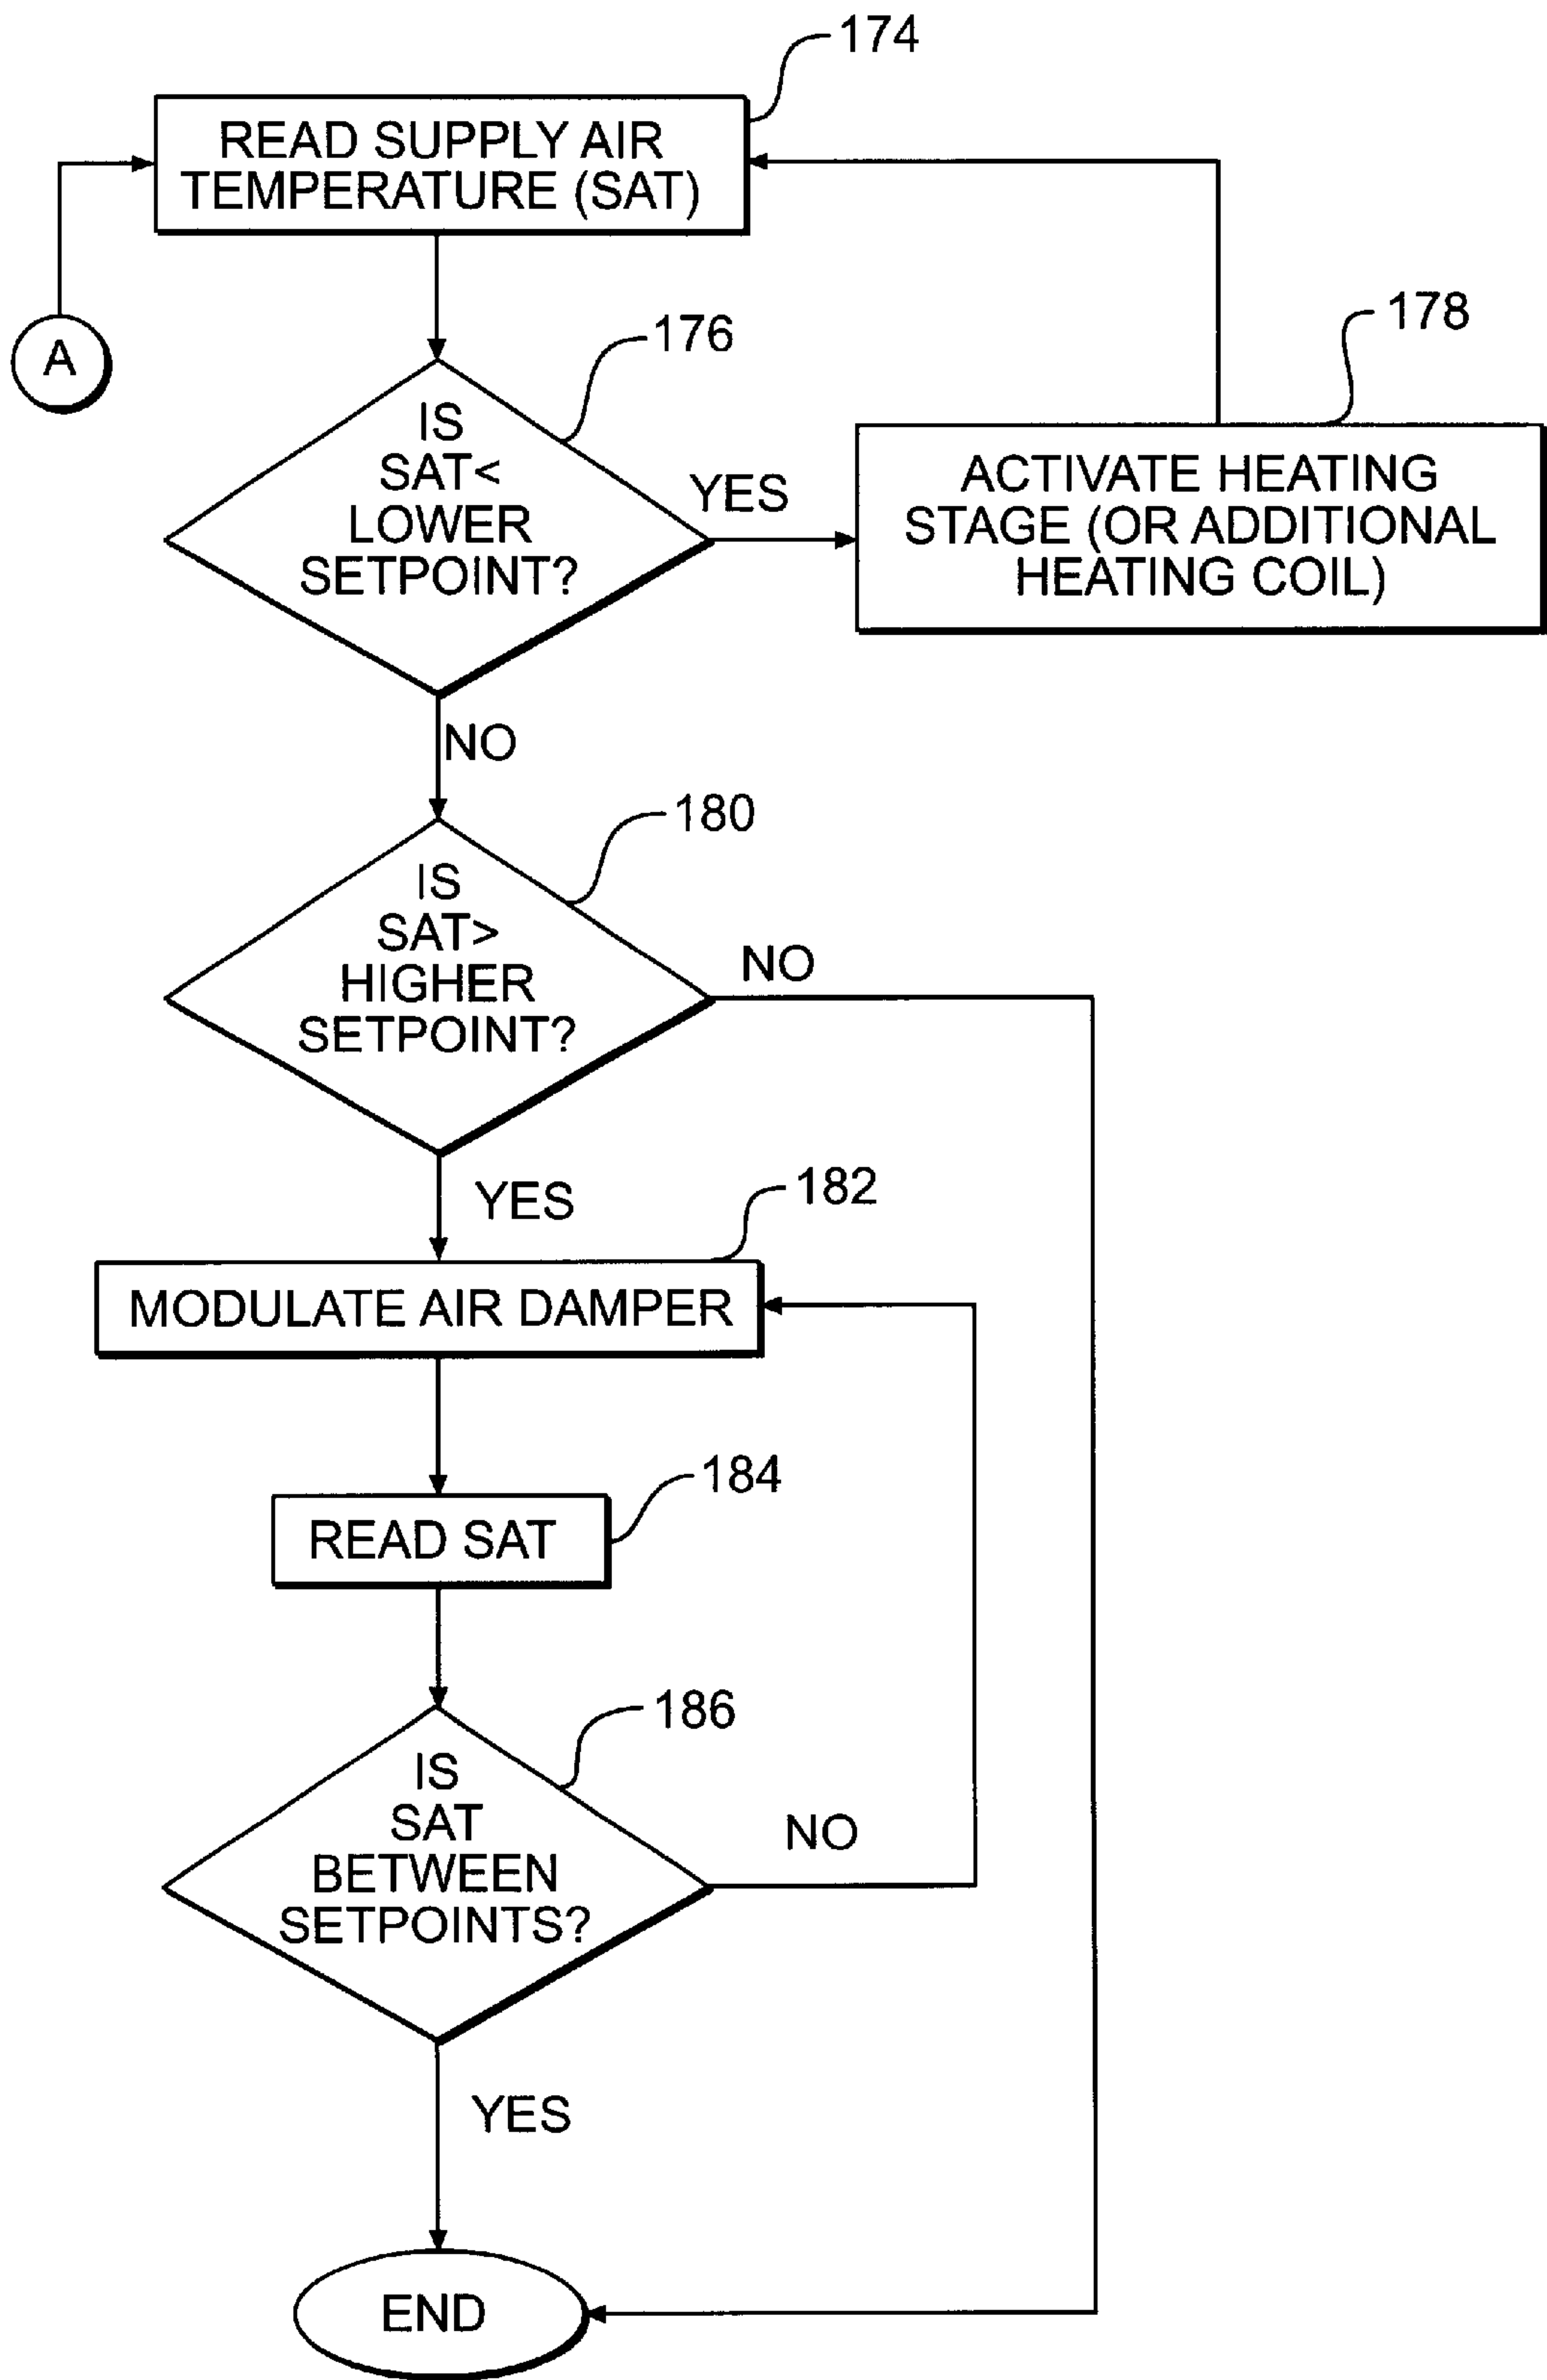 174
READ SUPPLY AIR
TEMPERATURE (SAT)
A
176
IS
SAT<
LOWER
SETPOINT?
YES
178
ACTIVATE HEATING
STAGE (OR ADDITIONAL
HEATING COIL)
NO
180
IS
SAT>
HIGHER
SETPOINT?
NO
YES
182
MODULATE AIR DAMPER
184
READ SAT
186
IS
SAT
BETWEEN
SETPOINTS?
NO
YES
END